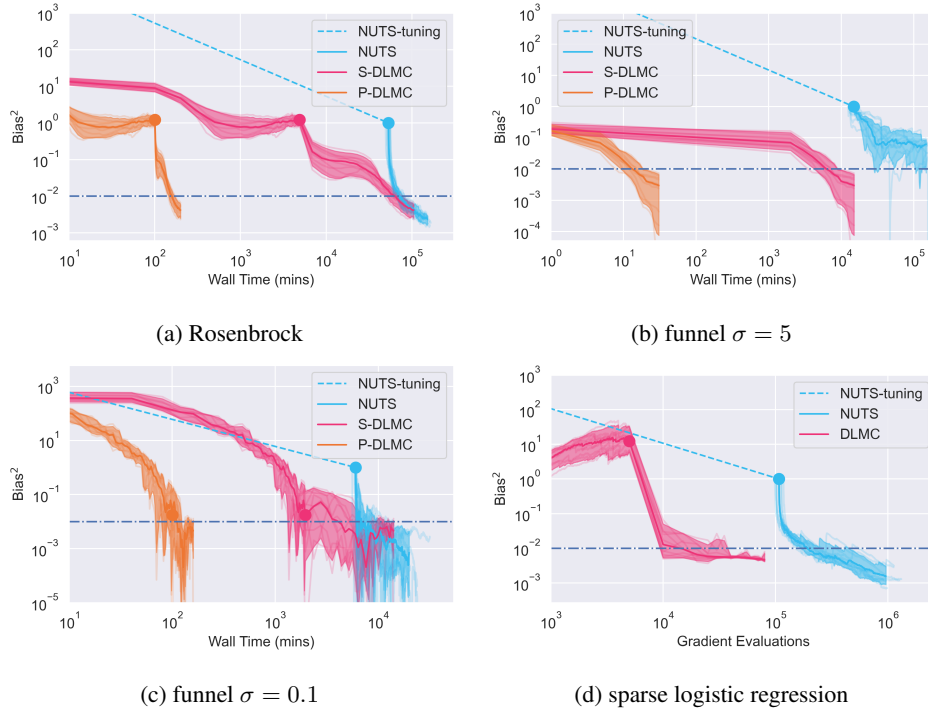 10^3
10^2
10^1
10^0
10^-1
10^-2
10^-3
Bias^2
NUTS-tuning
NUTS
S-DLMC
P-DLMC
10^1
10^2
10^3
10^4
10^5
Wall Time (mins)
(a) Rosenbrock
10^3
10^2
10^1
10^0
10^-1
10^-2
10^-3
10^-4
Bias^2
NUTS-tuning
NUTS
S-DLMC
P-DLMC
10^0
10^1
10^2
10^3
10^4
10^5
Wall Time (mins)
(b) funnel σ = 5
10^3
10^1
10^-1
10^-3
10^-5
Bias^2
NUTS-tuning
NUTS
S-DLMC
P-DLMC
10^1
10^2
10^3
10^4
Wall Time (mins)
(c) funnel σ = 0.1
10^3
10^2
10^1
10^0
10^-1
10^-2
10^-3
Bias^2
NUTS-tuning
NUTS
DLMC
10^3
10^4
10^5
10^6
Gradient Evaluations
(d) sparse logistic regression